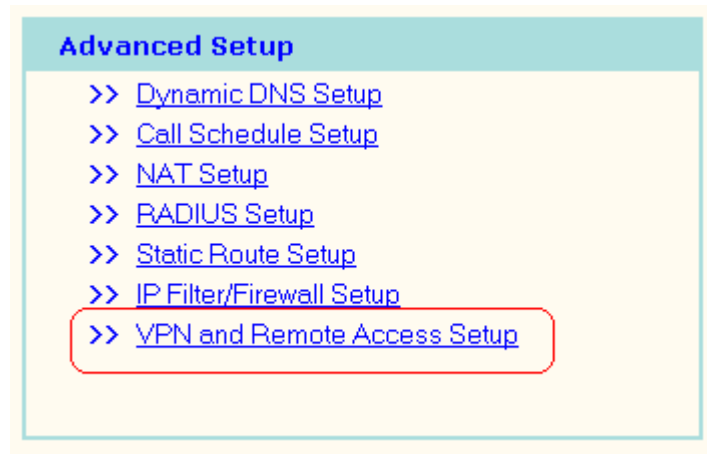 Advanced Setup
>> Dynamic DNS Setup
>> Call Schedule Setup
>> NAT Setup
>> RADIUS Setup
>> Static Route Setup
>> IP Filter/Firewall Setup
>> VPN and Remote Access Setup